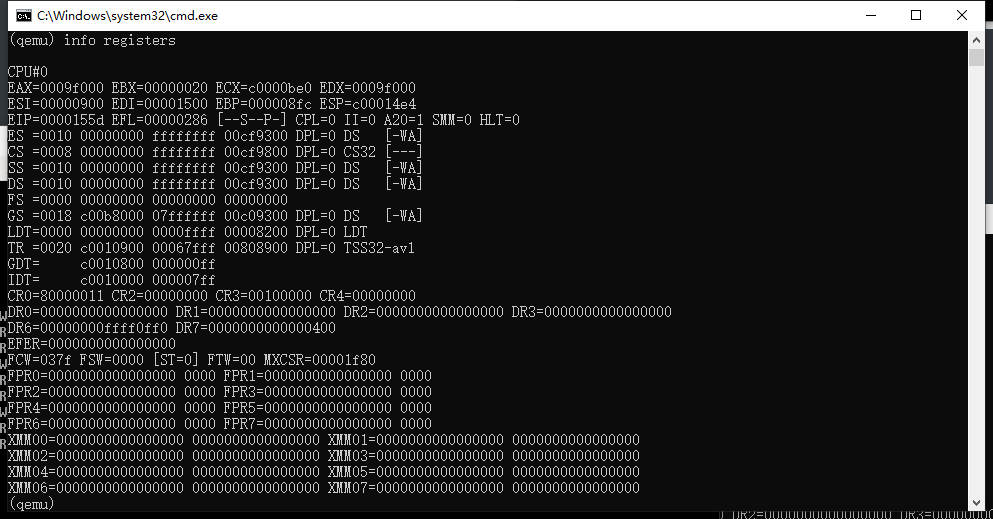 C:\Windows\system32\cmd.exe
(qemu) info registers
CPU#0
EAX=0009f000 EBX=00000020 ECX=c0000be0 EDX=0009f000
ESI=00000900 EDI=00001500 EBP=000008fc ESP=c00014e4
EIP=0000155d EFL=00000286 [--S--P-] CPL=0 II=0 A20=1 SMM=0 HLT=0
ES =0010 00000000 ffffffff 00cf9300 DPL=0 DS   [-WA]
CS =0008 00000000 ffffffff 00cf9800 DPL=0 CS32 [---]
SS =0010 00000000 ffffffff 00cf9300 DPL=0 DS   [-WA]
DS =0010 00000000 ffffffff 00cf9300 DPL=0 DS   [-WA]
FS =0000 00000000 00000000 00000000
GS =0018 c00b8000 07ffffff 00c09300 DPL=0 DS   [-WA]
LDT=0000 00000000 0000ffff 00008200 DPL=0 LDT
TR =0020 c0010900 00067fff 00808900 DPL=0 TSS32-avl
GDT=     c0010800 000000ff
IDT=     c0010000 000007ff
CR0=80000011 CR2=00000000 CR3=00100000 CR4=00000000
DR0=0000000000000000 DR1=0000000000000000 DR2=0000000000000000 DR3=0000000000000000
DR6=00000000ffff0ff0 DR7=0000000000000400
EFER=0000000000000000
FCW=037f FSW=0000 [ST=0] FTW=00 MXCSR=00001f80
FPR0=0000000000000000 0000 FPR1=0000000000000000 0000
FPR2=0000000000000000 0000 FPR3=0000000000000000 0000
FPR4=0000000000000000 0000 FPR5=0000000000000000 0000
FPR6=0000000000000000 0000 FPR7=0000000000000000 0000
XMM00=0000000000000000 0000000000000000 XMM01=0000000000000000 0000000000000000
XMM02=0000000000000000 0000000000000000 XMM03=0000000000000000 0000000000000000
XMM04=0000000000000000 0000000000000000 XMM05=0000000000000000 0000000000000000
XMM06=0000000000000000 0000000000000000 XMM07=0000000000000000 0000000000000000
(qemu)